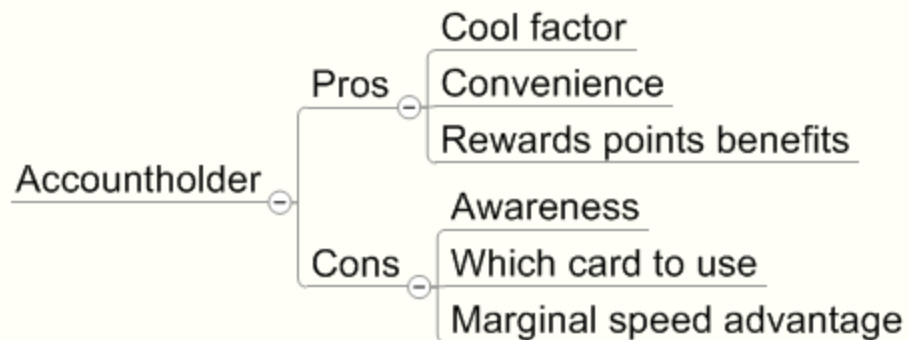 Accountholder
Pros
Cool factor
Convenience
Rewards points benefits
Cons
Awareness
Which card to use
Marginal speed advantage